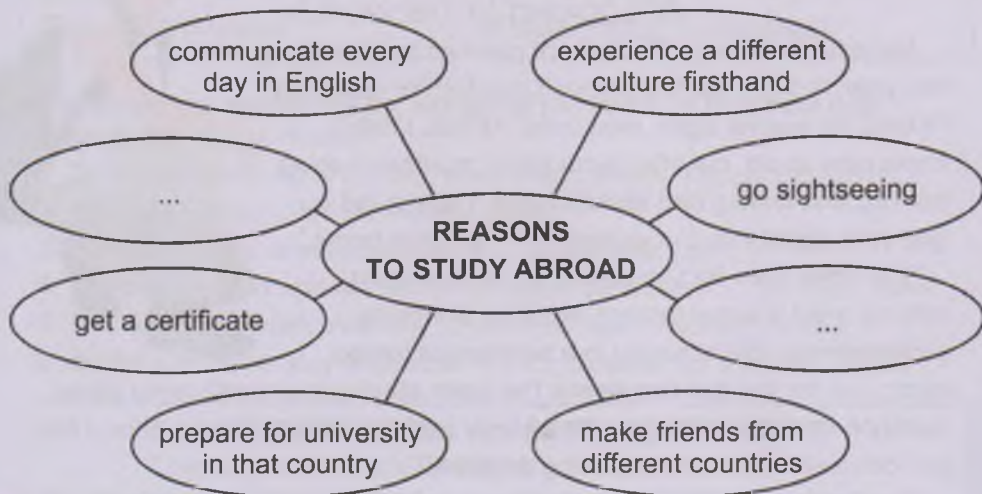 communicate every
day in English
experience a different
culture firsthand
...
go sightseeing
REASONS
TO STUDY ABROAD
get a certificate
...
prepare for university
in that country
make friends from
different countries